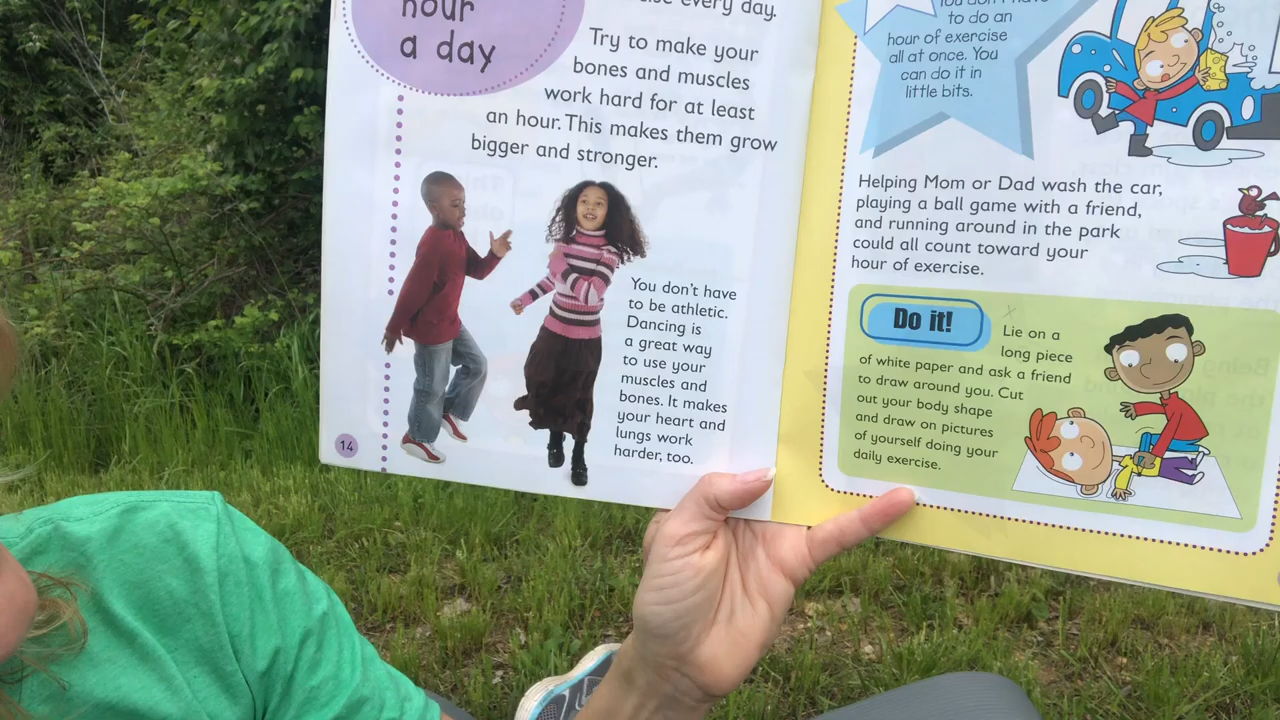 hour
a day
every day.
Try to make your
bones and muscles
work hard for at least
an hour. This makes them grow
bigger and stronger.
You don't have
to be athletic.
Dancing is
a great way
to use your
muscles and
bones. It makes
your heart and
lungs work
harder, too.
14
You don't have
to do an
hour of exercise
all at once. You
can do it in
little bits.
Helping Mom or Dad wash the car,
playing a ball game with a friend,
and running around in the park
could all count toward your
hour of exercise.
Do it!
Lie on a
long piece
of white paper and ask a friend
to draw around you. Cut
out your body shape
and draw on pictures
of yourself doing your
daily exercise.